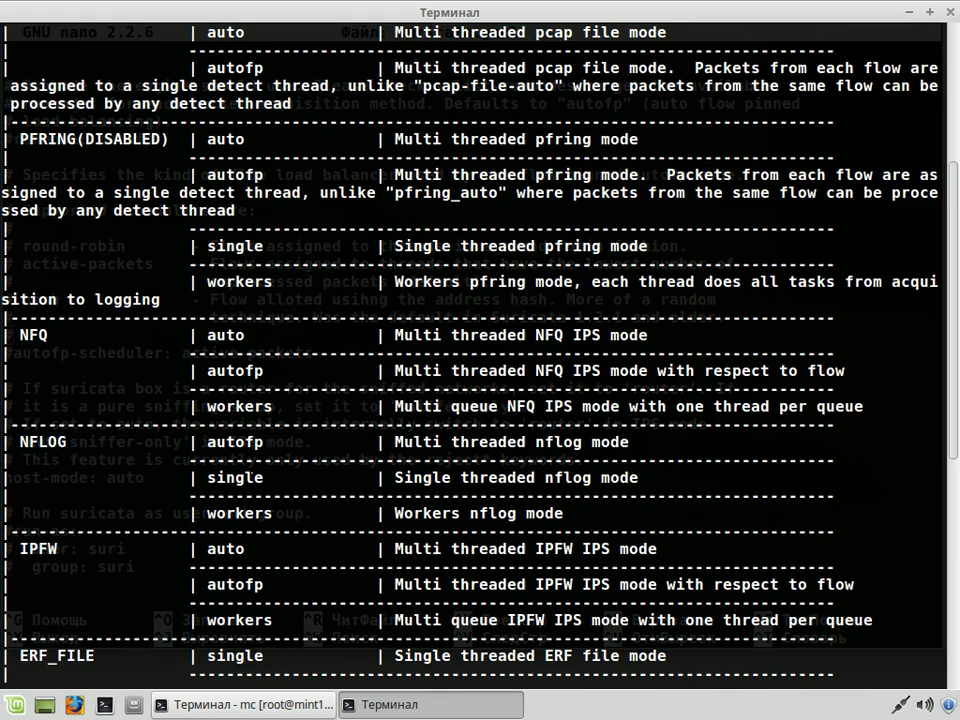 Терминал
|                   | auto              | Multi threaded pcap file mode
|                   ----------------------------------------------------------------------
|                   | autofp            | Multi threaded pcap file mode.  Packets from each flow are
assigned to a single detect thread, unlike "pcap-file-auto" where packets from the same flow can be
processed by any detect thread
|----------------------------------------------------------------------------------------
| PFRING(DISABLED)  | auto              | Multi threaded pfring mode
|                   ----------------------------------------------------------------------
|                   | autofp            | Multi threaded pfring mode.  Packets from each flow are as
signed to a single detect thread, unlike "pfring_auto" where packets from the same flow can be proce
ssed by any detect thread
|                   ----------------------------------------------------------------------
|                   | single            | Single threaded pfring mode
|                   ----------------------------------------------------------------------
|                   | workers           | Workers pfring mode, each thread does all tasks from acqui
sition to logging
|----------------------------------------------------------------------------------------
| NFQ               | auto              | Multi threaded NFQ IPS mode
|                   ----------------------------------------------------------------------
|                   | autofp            | Multi threaded NFQ IPS mode with respect to flow
|                   ----------------------------------------------------------------------
|                   | workers           | Multi queue NFQ IPS mode with one thread per queue
|----------------------------------------------------------------------------------------
| NFLOG             | autofp            | Multi threaded nflog mode
|                   ----------------------------------------------------------------------
|                   | single            | Single threaded nflog mode
|                   ----------------------------------------------------------------------
|                   | workers           | Workers nflog mode
|----------------------------------------------------------------------------------------
| IPFW              | auto              | Multi threaded IPFW IPS mode
|                   ----------------------------------------------------------------------
|                   | autofp            | Multi threaded IPFW IPS mode with respect to flow
|                   ----------------------------------------------------------------------
|                   | workers           | Multi queue IPFW IPS mode with one thread per queue
|----------------------------------------------------------------------------------------
| ERF_FILE          | single            | Single threaded ERF file mode
|                   ----------------------------------------------------------------------
Терминал - mc [root@mint1... Терминал